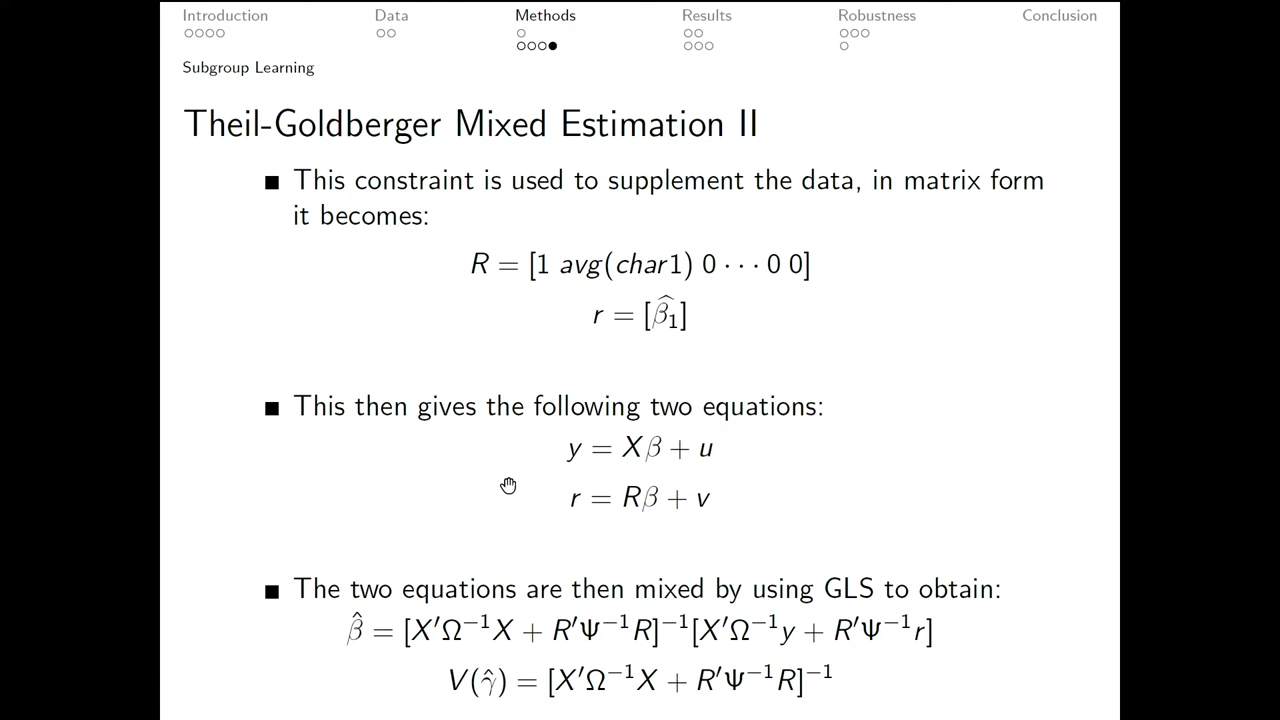 Introduction Data Methods Results Robustness Conclusion
Subgroup Learning
Theil-Goldberger Mixed Estimation II
This constraint is used to supplement the data, in matrix form
it becomes:
R = [1 avg(char1) 0 · · · 0 0]
r = [β̂₁]
This then gives the following two equations:
y = Xβ + u
r = Rβ + v
The two equations are then mixed by using GLS to obtain:
β̂ = [X′Ω⁻¹X + R′Ψ⁻¹R]⁻¹[X′Ω⁻¹y + R′Ψ⁻¹r]
V(γ̂) = [X′Ω⁻¹X + R′Ψ⁻¹R]⁻¹